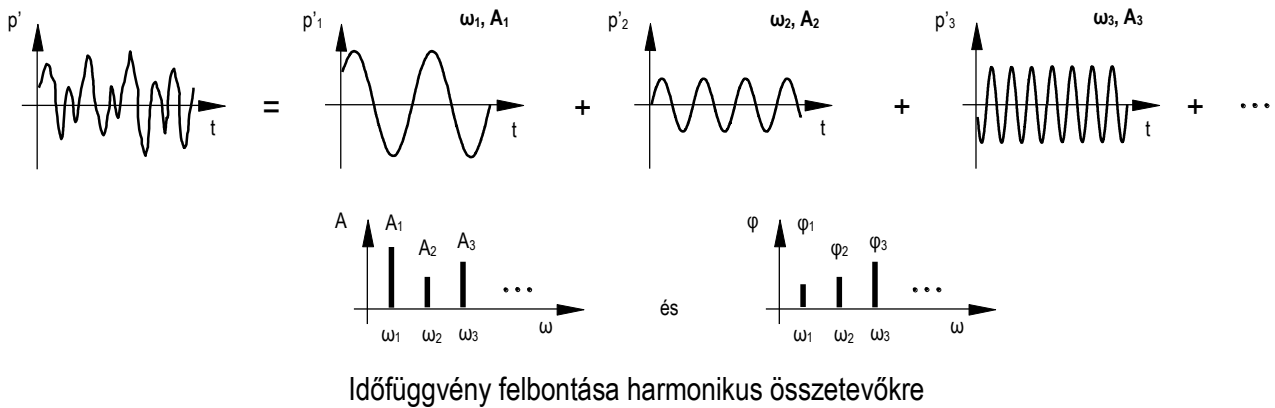 p' p'₁ ω₁, A₁ p'₂ ω₂, A₂ p'₃ ω₃, A₃
t = t + t + t + ...
A A₁ A₂ A₃ ... ω
ω₁ ω₂ ω₃
és
φ φ₁ φ₂ φ₃ ... ω
ω₁ ω₂ ω₃
Időfüggvény felbontása harmonikus összetevőkre